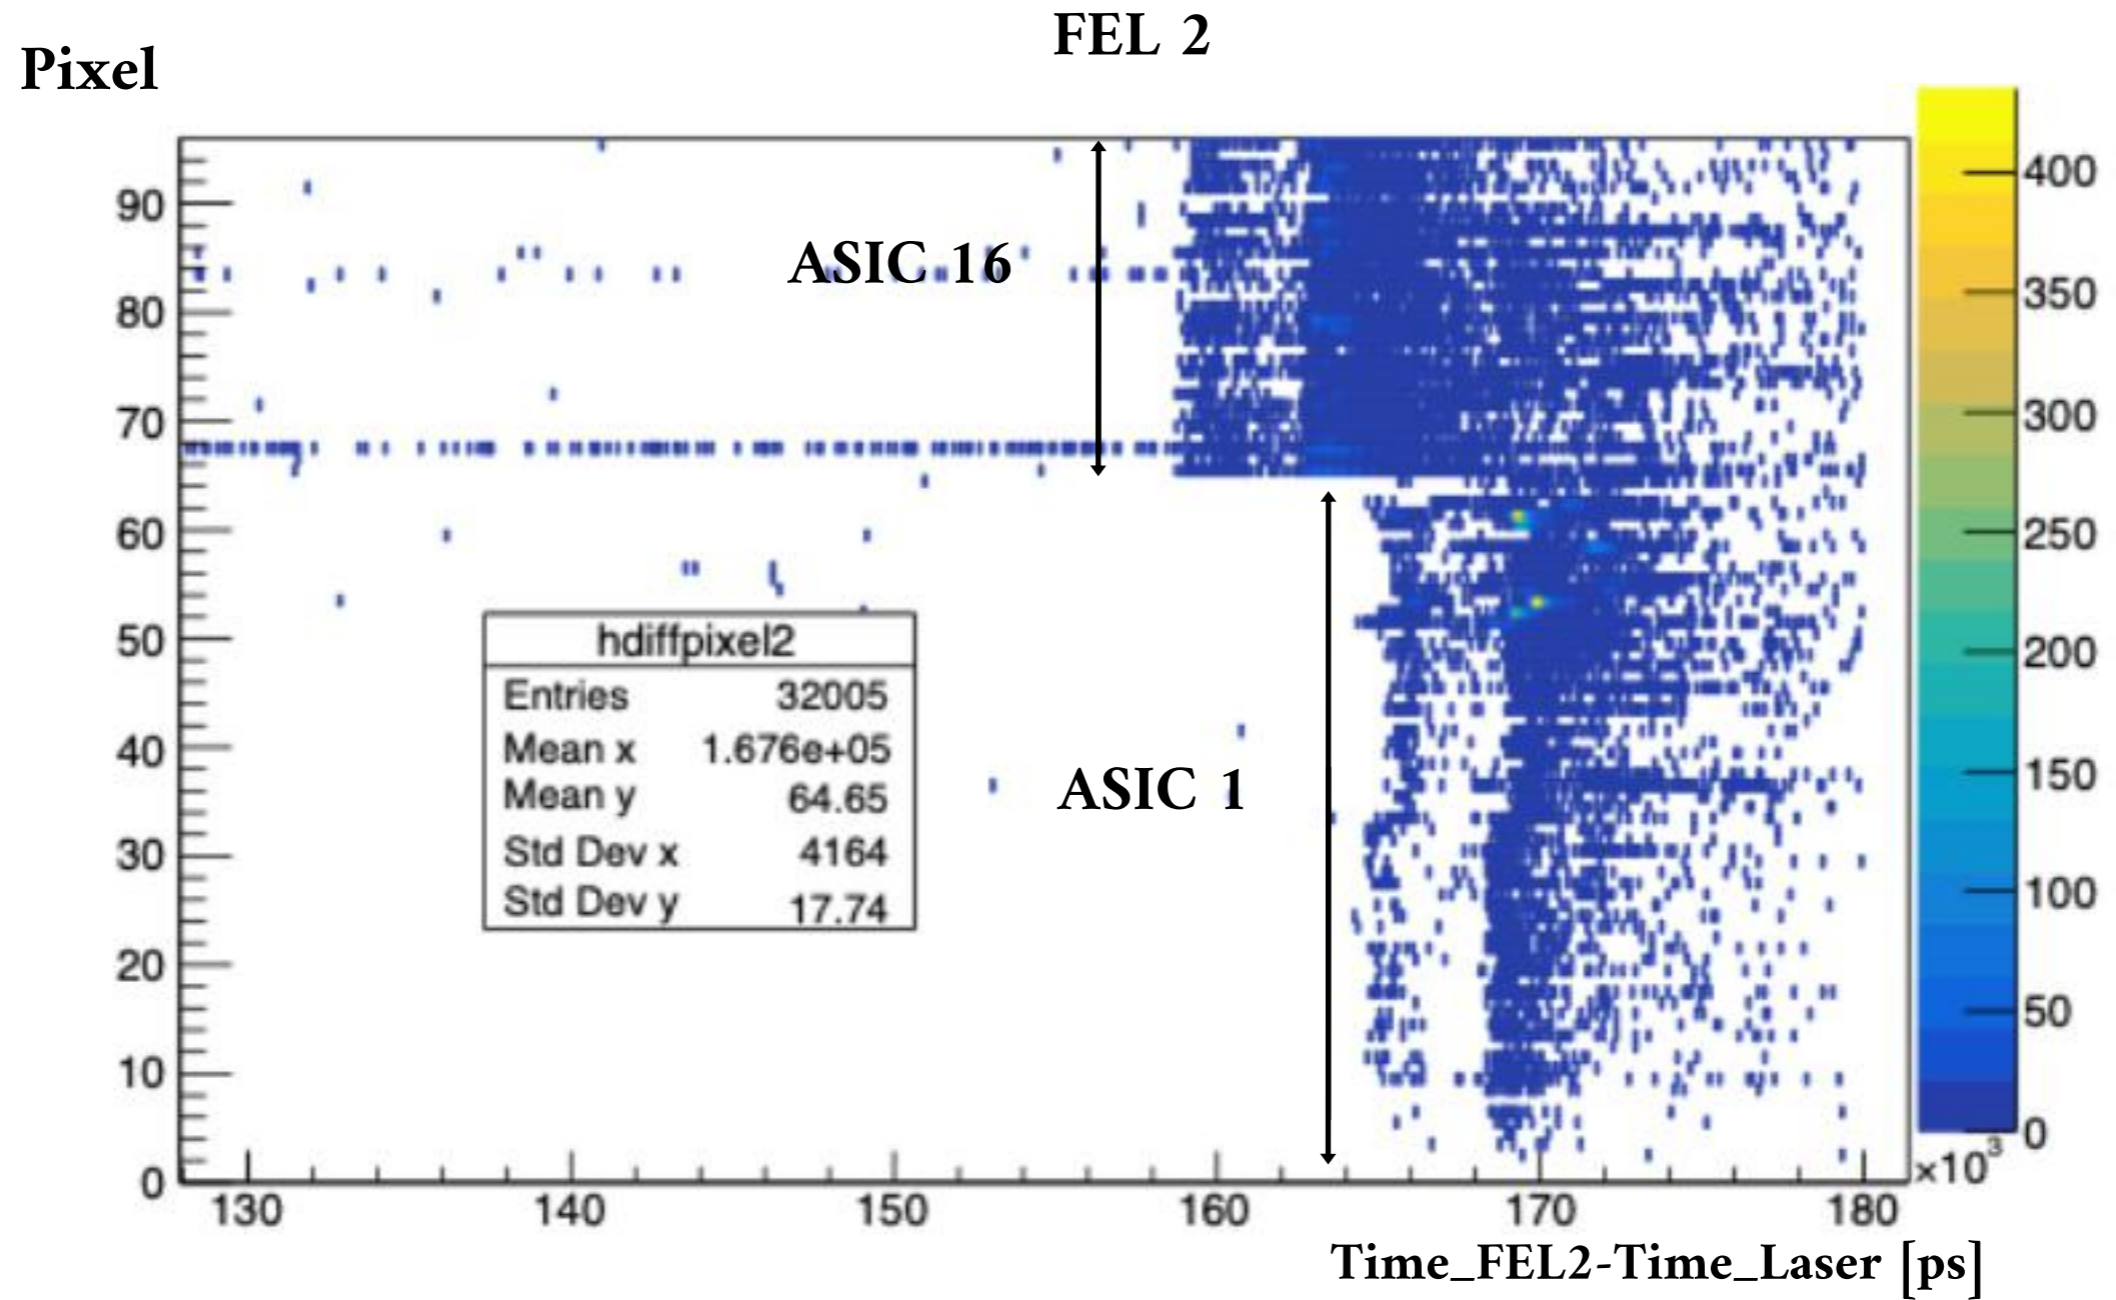 FEL 2
Pixel
90
80
70
60
50
40
30
20
10
0
ASIC 16
ASIC 1
hdiffpixel2
Entries 32005
Mean x 1.676e+05
Mean y 64.65
Std Dev x 4164
Std Dev y 17.74
400
350
300
250
200
150
100
50
0
×10³
130 140 150 160 170 180
Time_FEL2-Time_Laser [ps]